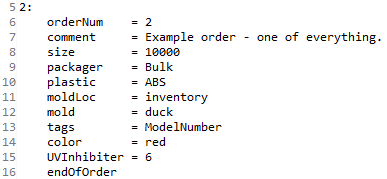 5 2:
6 orderNum = 2
7 comment = Example order - one of everything.
8 size = 10000
9 packager = Bulk
10 plastic = ABS
11 moldLoc = inventory
12 mold = duck
13 tags = ModelNumber
14 color = red
15 UVInhibiter = 6
16 endOfOrder